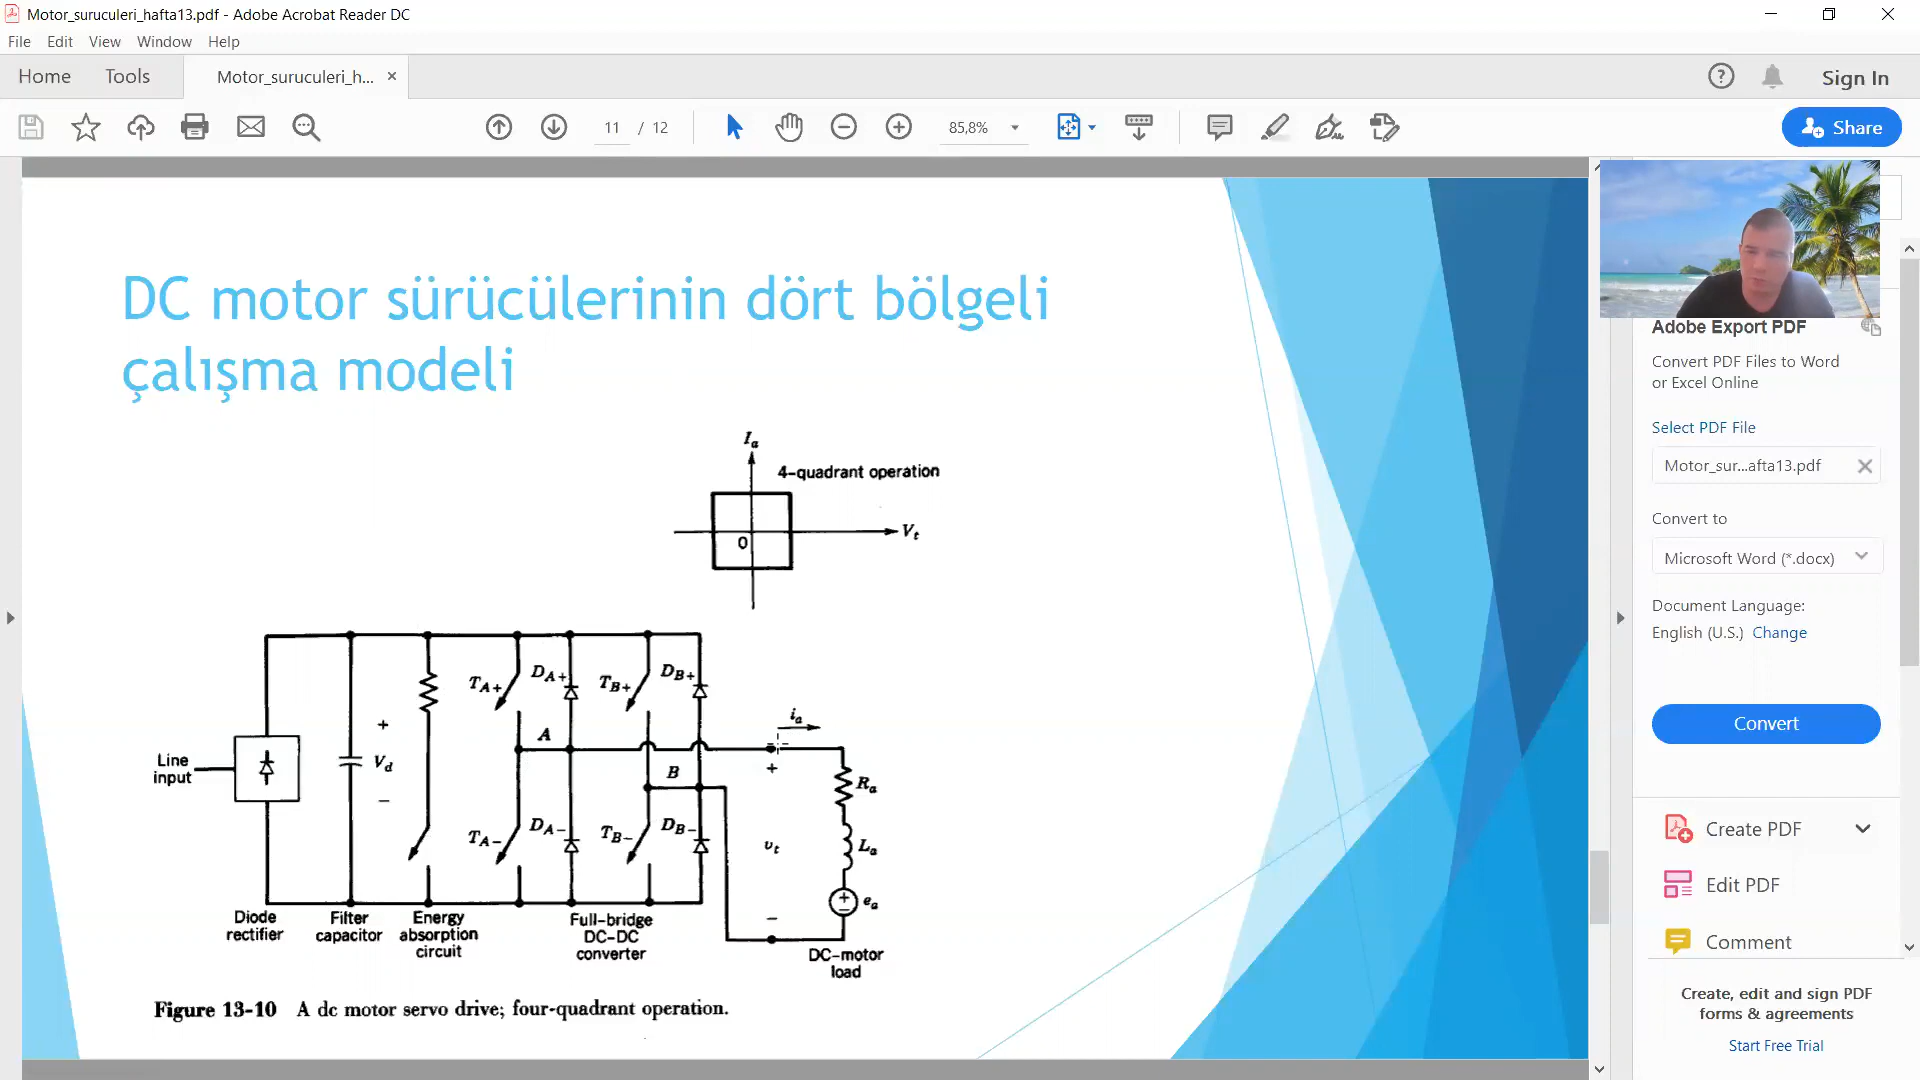 Motor_suruculeri_hafta13.pdf - Adobe Acrobat Reader DC
File Edit View Window Help
Home Tools Motor_suruculeri_h... × Sign In
11 / 12 85,8% Share
DC motor sürücülerinin dört bölgeli
çalışma modeli
Ia
4-quadrant operation
0 Vt
TA+ DA+ TB+ DB+
ia
+ A
Line
input
Vd B + Ra
−
TA− DA− TB− DB− υt La
+
− ea
−
Diode
rectifier
Filter
capacitor
Energy
absorption
circuit
Full-bridge
DC-DC
converter
DC-motor
load
Figure 13-10 A dc motor servo drive; four-quadrant operation.
Adobe Export PDF
Convert PDF Files to Word
or Excel Online
Select PDF File
Motor_sur...afta13.pdf
Convert to
Microsoft Word (*.docx)
Document Language:
English (U.S.) Change
Convert
Create PDF
Edit PDF
Comment
Create, edit and sign PDF
forms & agreements
Start Free Trial